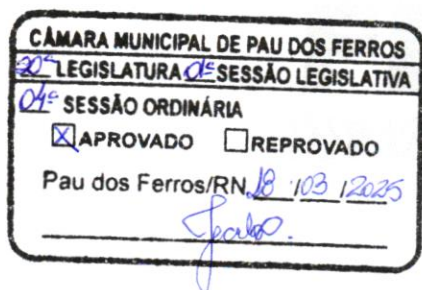 CÂMARA MUNICIPAL DE PAU DOS FERROS
20ª LEGISLATURA 01ª SESSÃO LEGISLATIVA
04ª SESSÃO ORDINÁRIA
X APROVADO REPROVADO
Pau dos Ferros/RN 18 /03 /2025